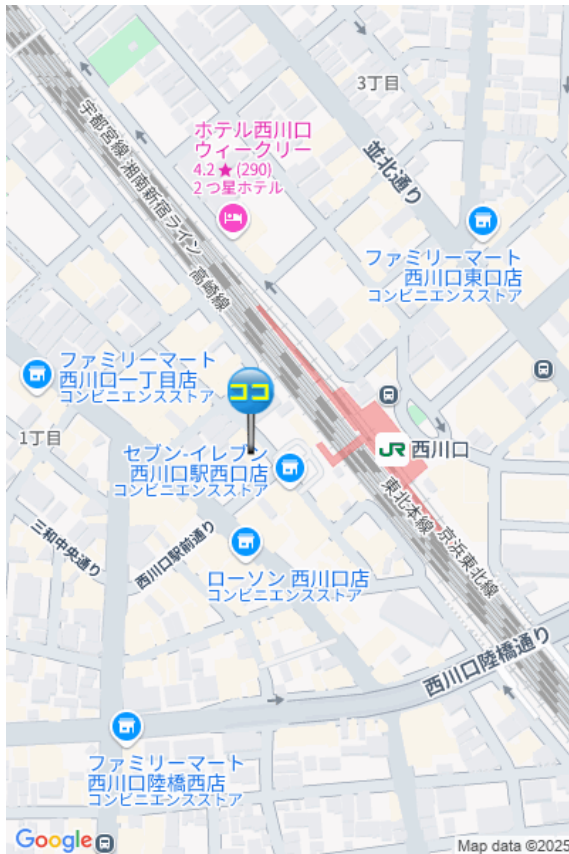 3丁目
ホテル西川口
ウィークリー
4.2★(290)
2つ星ホテル
並北通り
宇都宮線
湘南新宿ライン
高崎線
ファミリーマート
西川口東口店
コンビニエンスストア
ファミリーマート
西川口一丁目店
コンビニエンスストア
ココ
1丁目
セブン-イレブン
西川口駅西口店
コンビニエンスストア
JR 西川口
東北本線
京浜東北線
三和中央通り
西川口駅前通り
ローソン 西川口店
コンビニエンスストア
西川口陸橋通り
ファミリーマート
西川口陸橋西店
コンビニエンスストア
Google
Map data ©2025